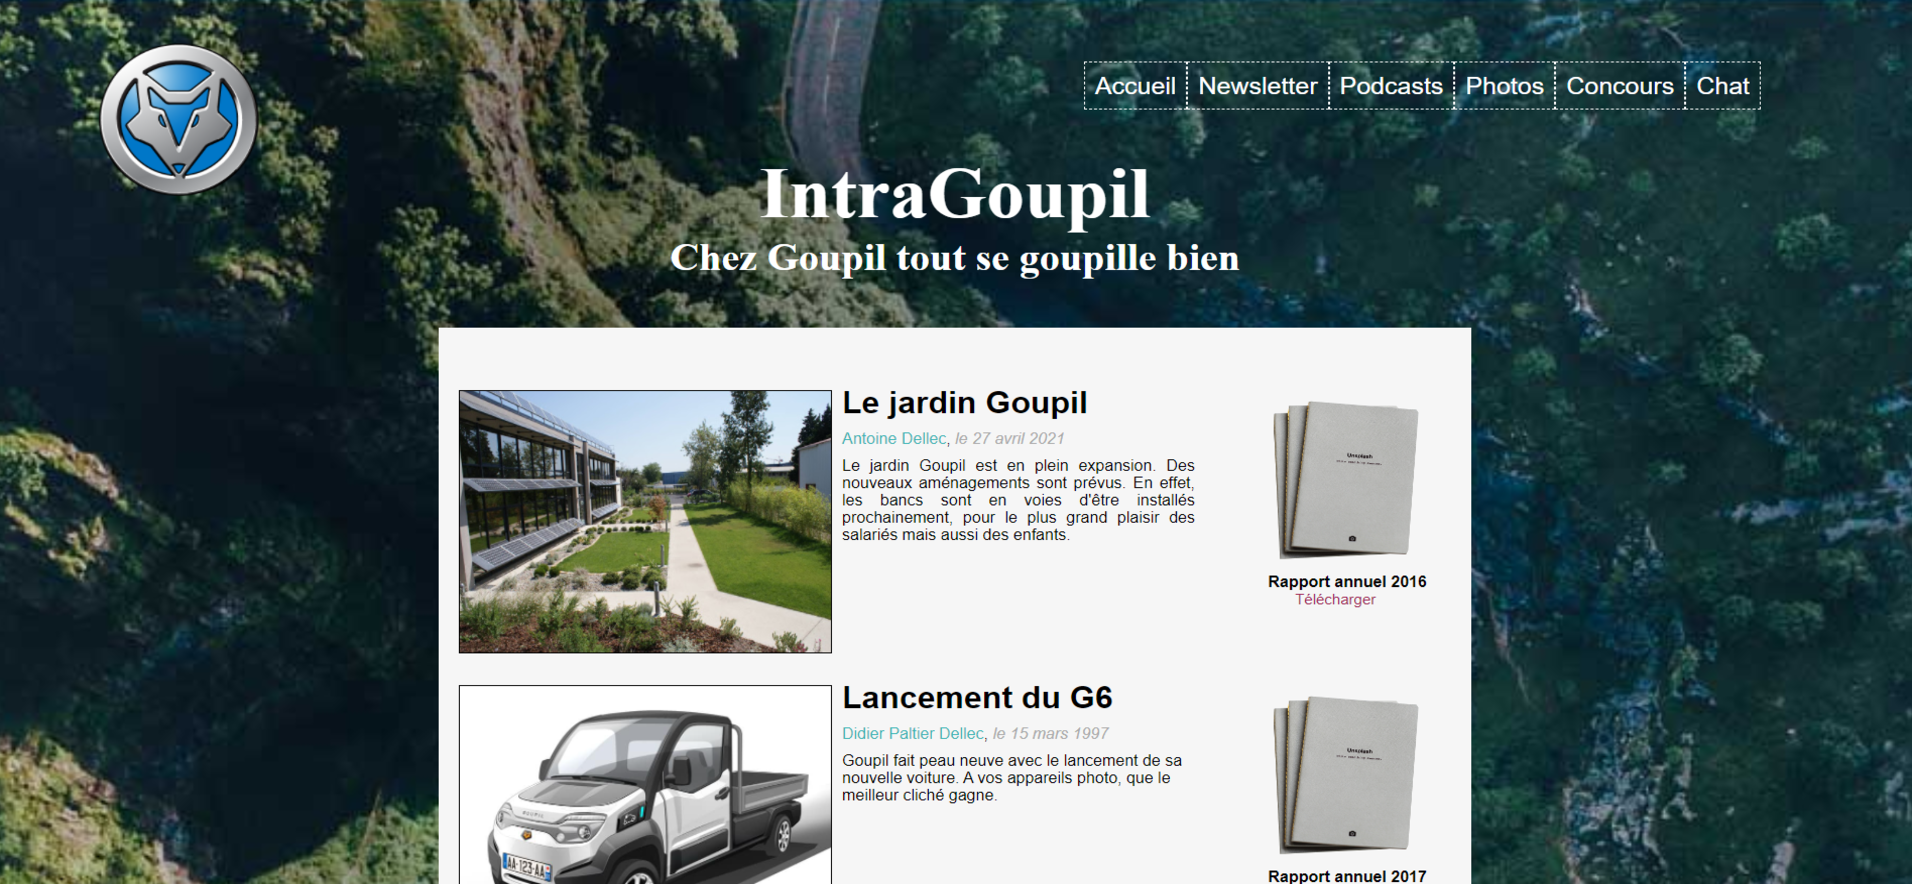 Accueil
Newsletter
Podcasts
Photos
Concours
Chat
IntraGoupil
Chez Goupil tout se goupille bien
Le jardin Goupil
Antoine Dellec, le 27 avril 2021
Le jardin Goupil est en plein expansion. Des
nouveaux aménagements sont prévus. En effet,
les bancs sont en voies d'être installés
prochainement, pour le plus grand plaisir des
salariés mais aussi des enfants.
Unsplash
Rapport annuel 2016
Télécharger
Lancement du G6
Didier Paltier Dellec, le 15 mars 1997
Goupil fait peau neuve avec le lancement de sa
nouvelle voiture. A vos appareils photo, que le
meilleur cliché gagne.
AA-123-AA
Unsplash
Rapport annuel 2017